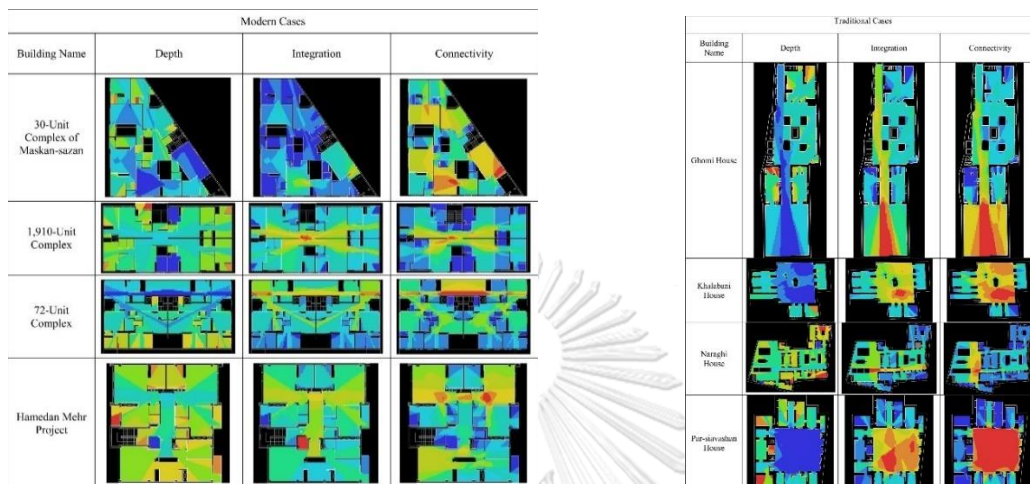 Modern Cases
Building Name Depth Integration Connectivity
30-Unit
Complex of
Maskan-sazan
1,910-Unit
Complex
72-Unit
Complex
Hamedan Mehr
Project
Traditional Cases
Building
Name
Depth Integration Connectivity
Ghomi House
House
Naraghi
House
Pur-siavashan
House